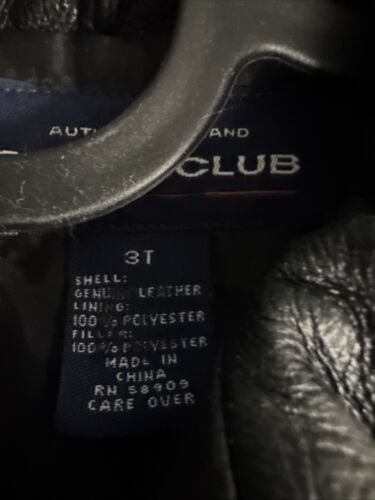 AUT AND
CLUB
3T
SHELL:
GENUINE LEATHER
LINING:
100% POLYESTER
FILLER:
100% POLYESTER
MADE IN
CHINA
RN 58909
CARE OVER